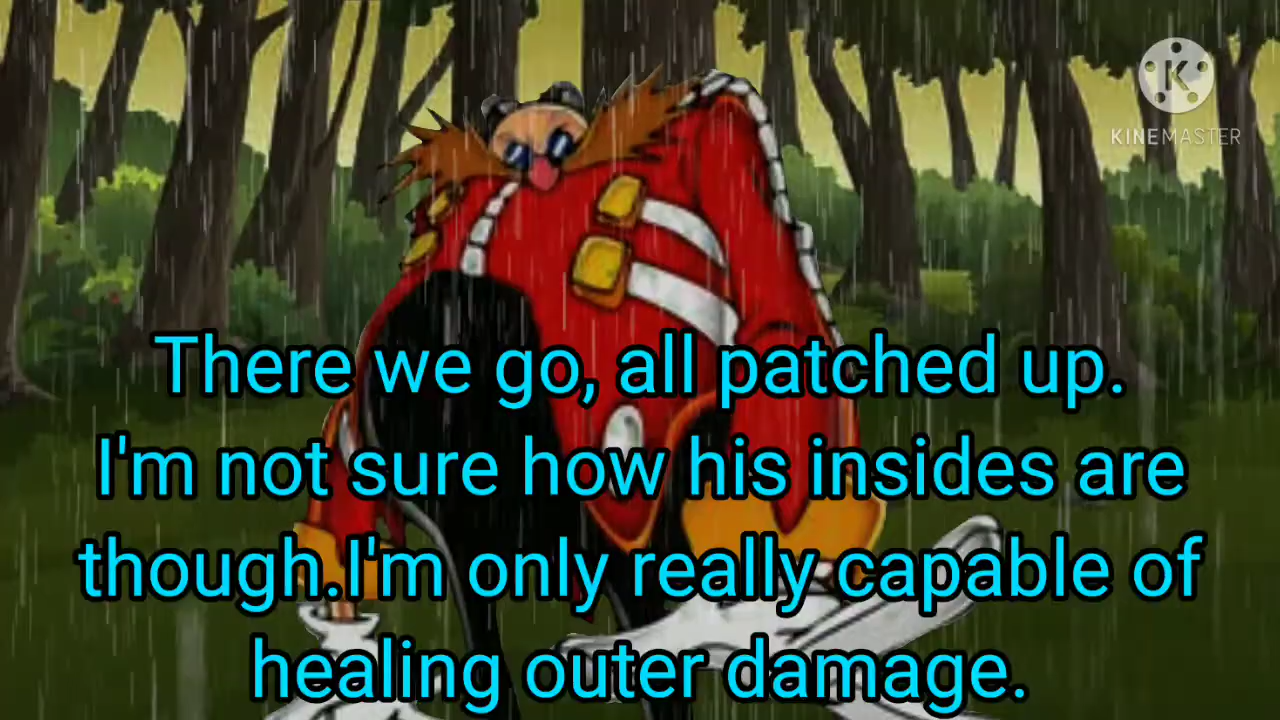 KINEMASTER
There we go, all patched up.
I'm not sure how his insides are
though.I'm only really capable of
healing outer damage.